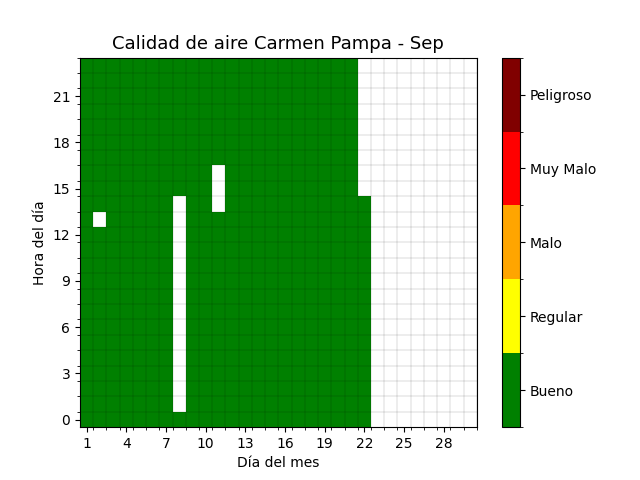 Calidad de aire Carmen Pampa - Sep
Peligroso
Muy Malo
Malo
Regular
Bueno
Hora del día
21
18
15
12
9
6
3
0
1 4 7 10 13 16 19 22 25 28
Día del mes